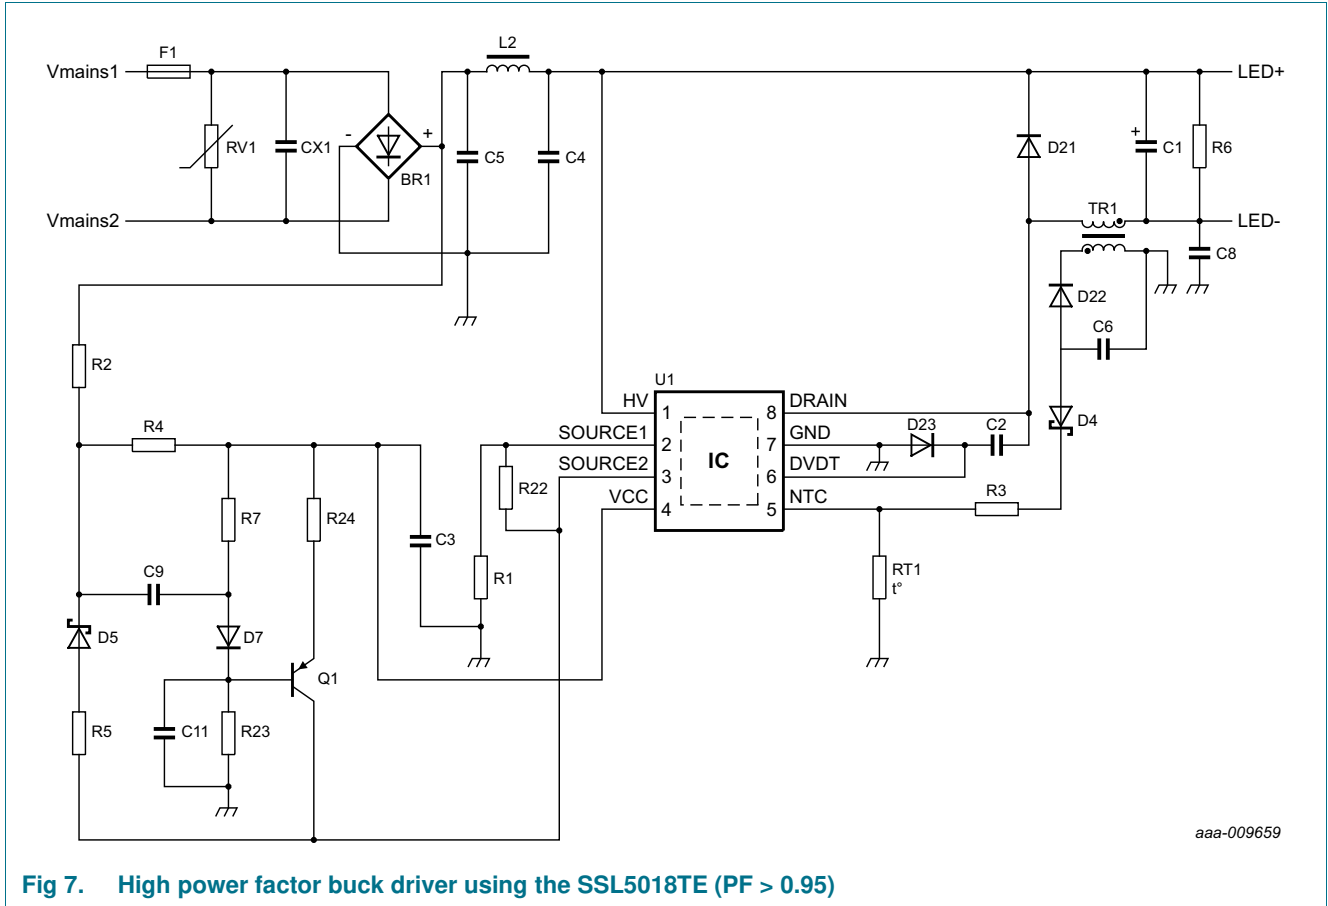 F1
L2
Vmains1
LED+
RV1
CX1
-
+
BR1
C5
C4
D21
+
C1
R6
Vmains2
TR1
LED-
C8
D22
C6
R2
U1
HV
1
8
DRAIN
D4
R4
SOURCE1
2
IC
7
GND
D23
C2
SOURCE2
3
6
DVDT
R22
VCC
4
5
NTC
R3
R7
R24
C3
R1
RT1
t°
C9
D5
D7
Q1
R5
C11
R23
aaa-009659
Fig 7. High power factor buck driver using the SSL5018TE (PF > 0.95)